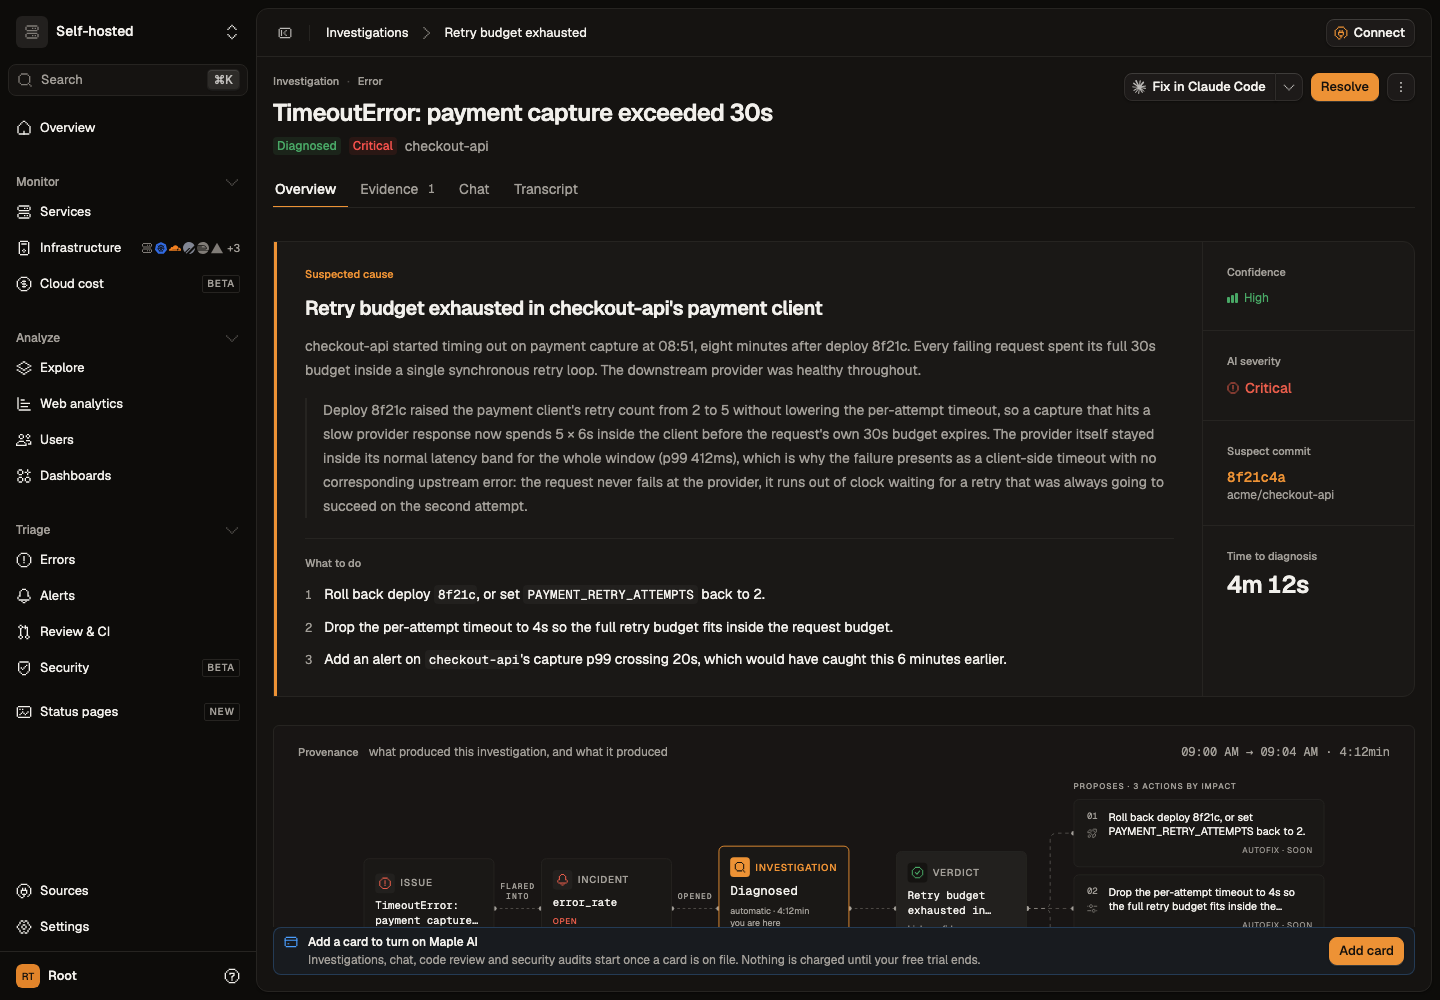 Self-hosted
Search ⌘K
Overview
Monitor
Services
Infrastructure +3
Cloud cost BETA
Analyze
Explore
Web analytics
Users
Dashboards
Triage
Errors
Alerts
Review & CI
Security BETA
Status pages NEW
Sources
Settings
RT Root
Investigations Retry budget exhausted
Connect
Investigation · Error
TimeoutError: payment capture exceeded 30s
Diagnosed Critical checkout-api
Fix in Claude Code
Resolve
Overview Evidence 1 Chat Transcript
Suspected cause
Retry budget exhausted in checkout-api's payment client
checkout-api started timing out on payment capture at 08:51, eight minutes after deploy 8f21c. Every failing request spent its full 30s
budget inside a single synchronous retry loop. The downstream provider was healthy throughout.
Deploy 8f21c raised the payment client's retry count from 2 to 5 without lowering the per-attempt timeout, so a capture that hits a
slow provider response now spends 5 × 6s inside the client before the request's own 30s budget expires. The provider itself stayed
inside its normal latency band for the whole window (p99 412ms), which is why the failure presents as a client-side timeout with no
corresponding upstream error: the request never fails at the provider, it runs out of clock waiting for a retry that was always going to
succeed on the second attempt.
What to do
1 Roll back deploy 8f21c, or set PAYMENT_RETRY_ATTEMPTS back to 2.
2 Drop the per-attempt timeout to 4s so the full retry budget fits inside the request budget.
3 Add an alert on checkout-api's capture p99 crossing 20s, which would have caught this 6 minutes earlier.
Confidence
High
AI severity
Critical
Suspect commit
8f21c4a
acme/checkout-api
Time to diagnosis
4m 12s
Provenance what produced this investigation, and what it produced
09:00 AM → 09:04 AM · 4:12min
ISSUE
TimeoutError:
payment capture…
FLARED
INTO
INCIDENT
error_rate
OPEN
OPENED
INVESTIGATION
Diagnosed
automatic · 4:12min
you are here
VERDICT
Retry budget
exhausted in…
PROPOSES · 3 ACTIONS BY IMPACT
01 Roll back deploy 8f21c, or set
PAYMENT_RETRY_ATTEMPTS back to 2.
AUTOFIX · SOON
02 Drop the per-attempt timeout to 4s so
the full retry budget fits inside the…
AUTOFIX · SOON
Add a card to turn on Maple AI
Investigations, chat, code review and security audits start once a card is on file. Nothing is charged until your free trial ends.
Add card